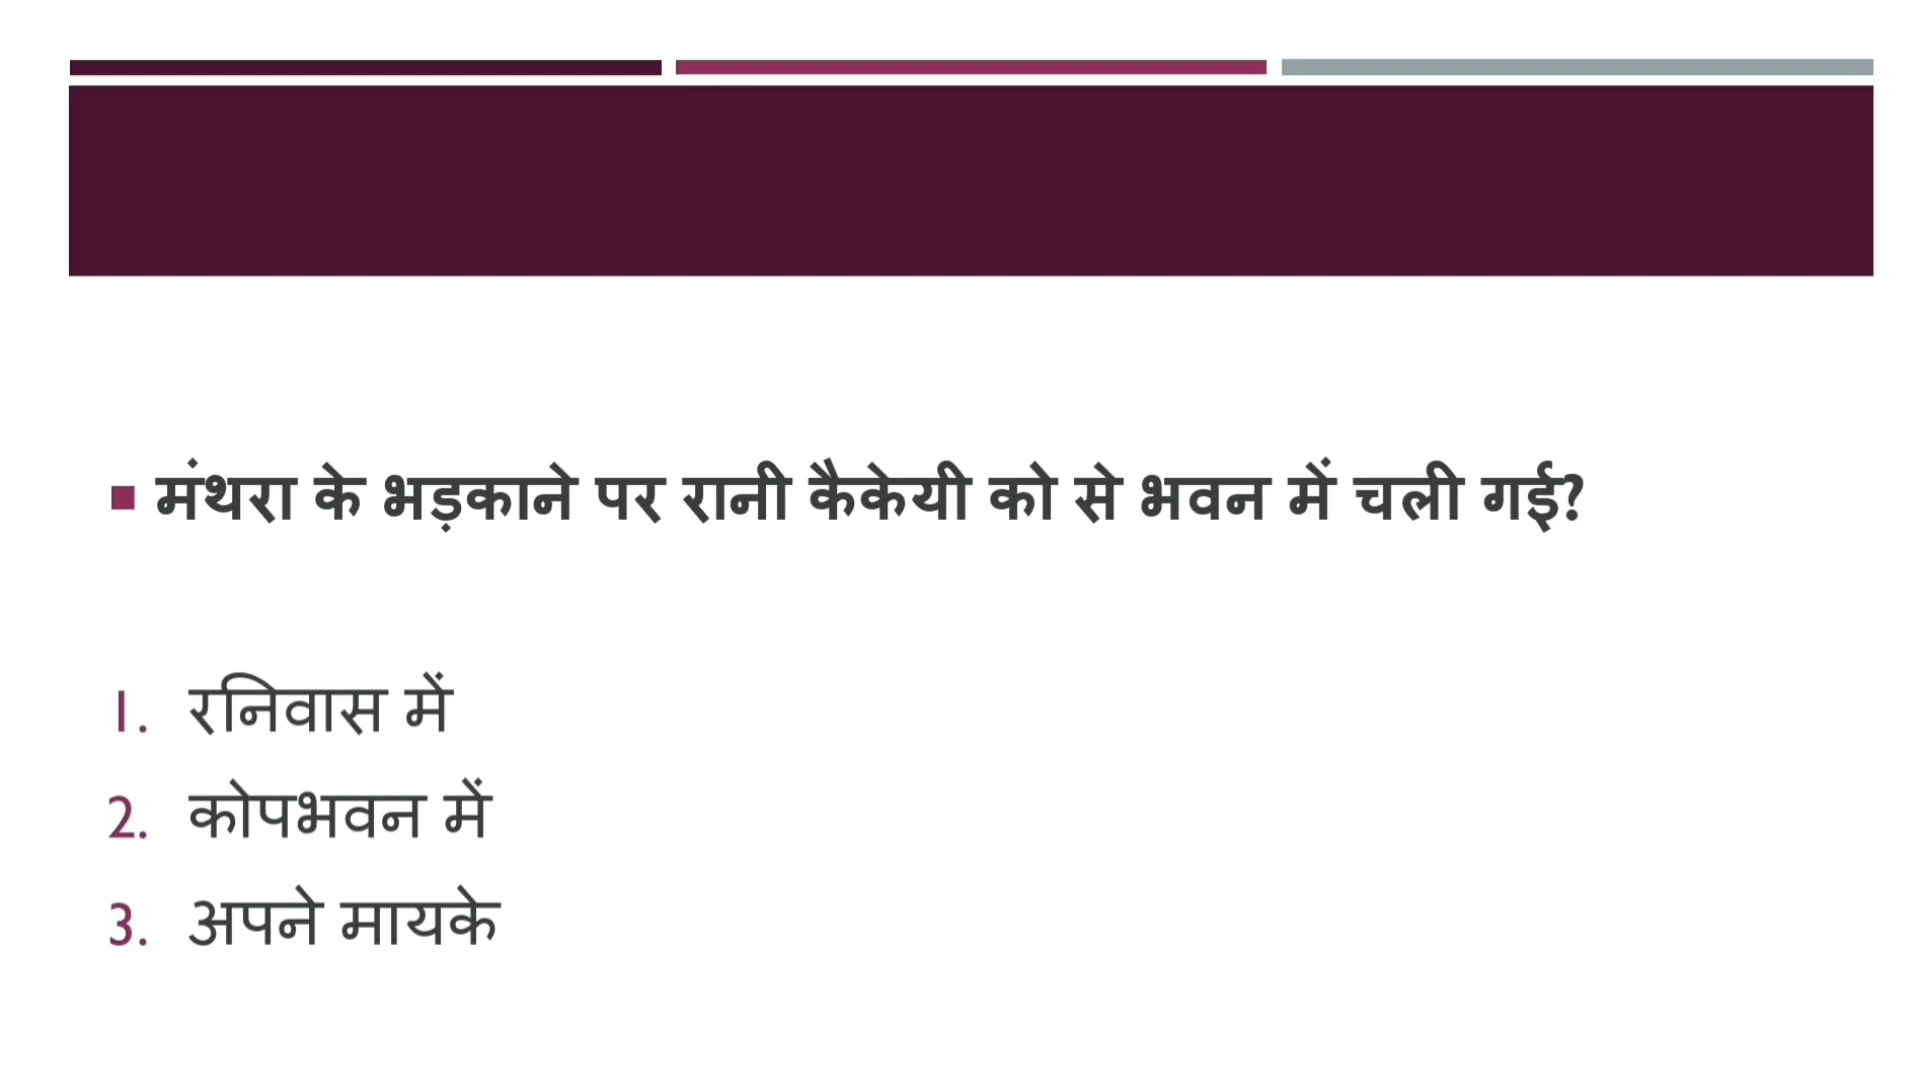 मंथरा के भड़काने पर रानी कैकेयी को से भवन में चली गई?
1. रनिवास में
2. कोपभवन में
3. अपने मायके